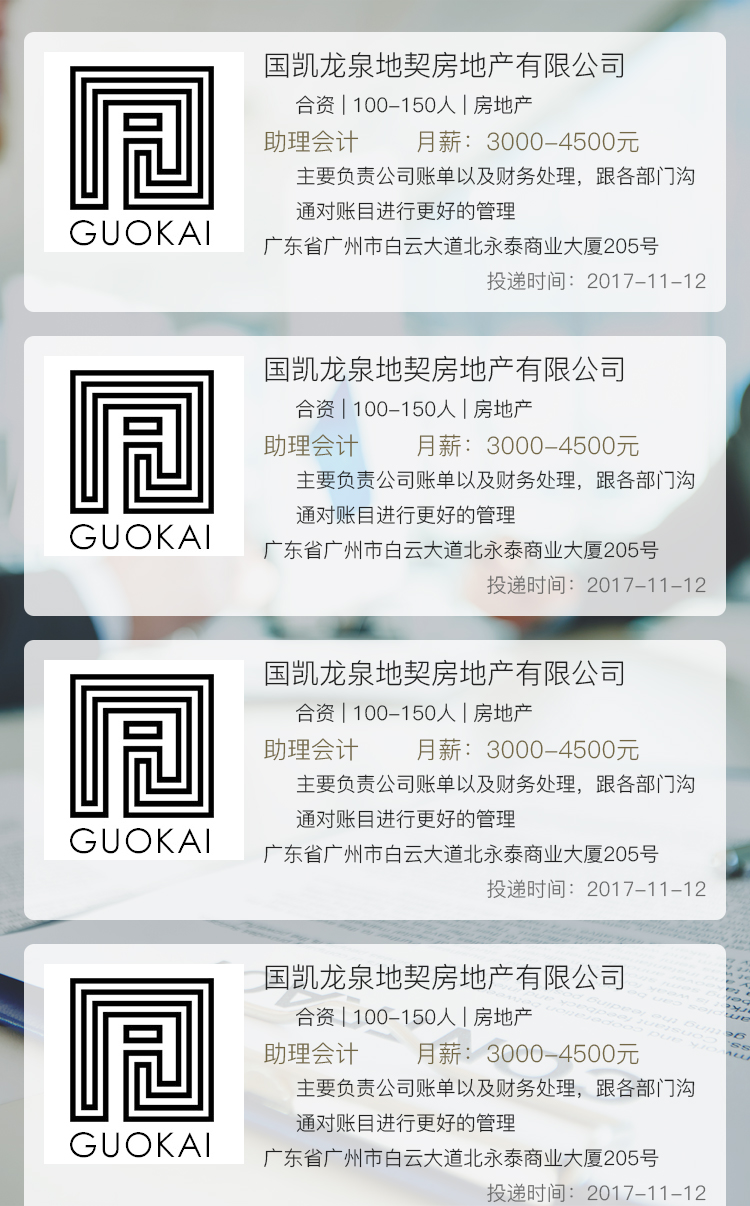 国凯龙泉地契房地产有限公司
合资 | 100-150人 | 房地产
助理会计 月薪：3000-4500元
主要负责公司账单以及财务处理，跟各部门沟
通对账目进行更好的管理
GUOKAI
广东省广州市白云大道北永泰商业大厦205号
投递时间：2017-11-12
国凯龙泉地契房地产有限公司
合资 | 100-150人 | 房地产
助理会计 月薪：3000-4500元
主要负责公司账单以及财务处理，跟各部门沟
通对账目进行更好的管理
GUOKAI
广东省广州市白云大道北永泰商业大厦205号
投递时间：2017-11-12
国凯龙泉地契房地产有限公司
合资 | 100-150人 | 房地产
助理会计 月薪：3000-4500元
主要负责公司账单以及财务处理，跟各部门沟
通对账目进行更好的管理
GUOKAI
广东省广州市白云大道北永泰商业大厦205号
投递时间：2017-11-12
国凯龙泉地契房地产有限公司
合资 | 100-150人 | 房地产
助理会计 月薪：3000-4500元
主要负责公司账单以及财务处理，跟各部门沟
通对账目进行更好的管理
GUOKAI
广东省广州市白云大道北永泰商业大厦205号
投递时间：2017-11-12